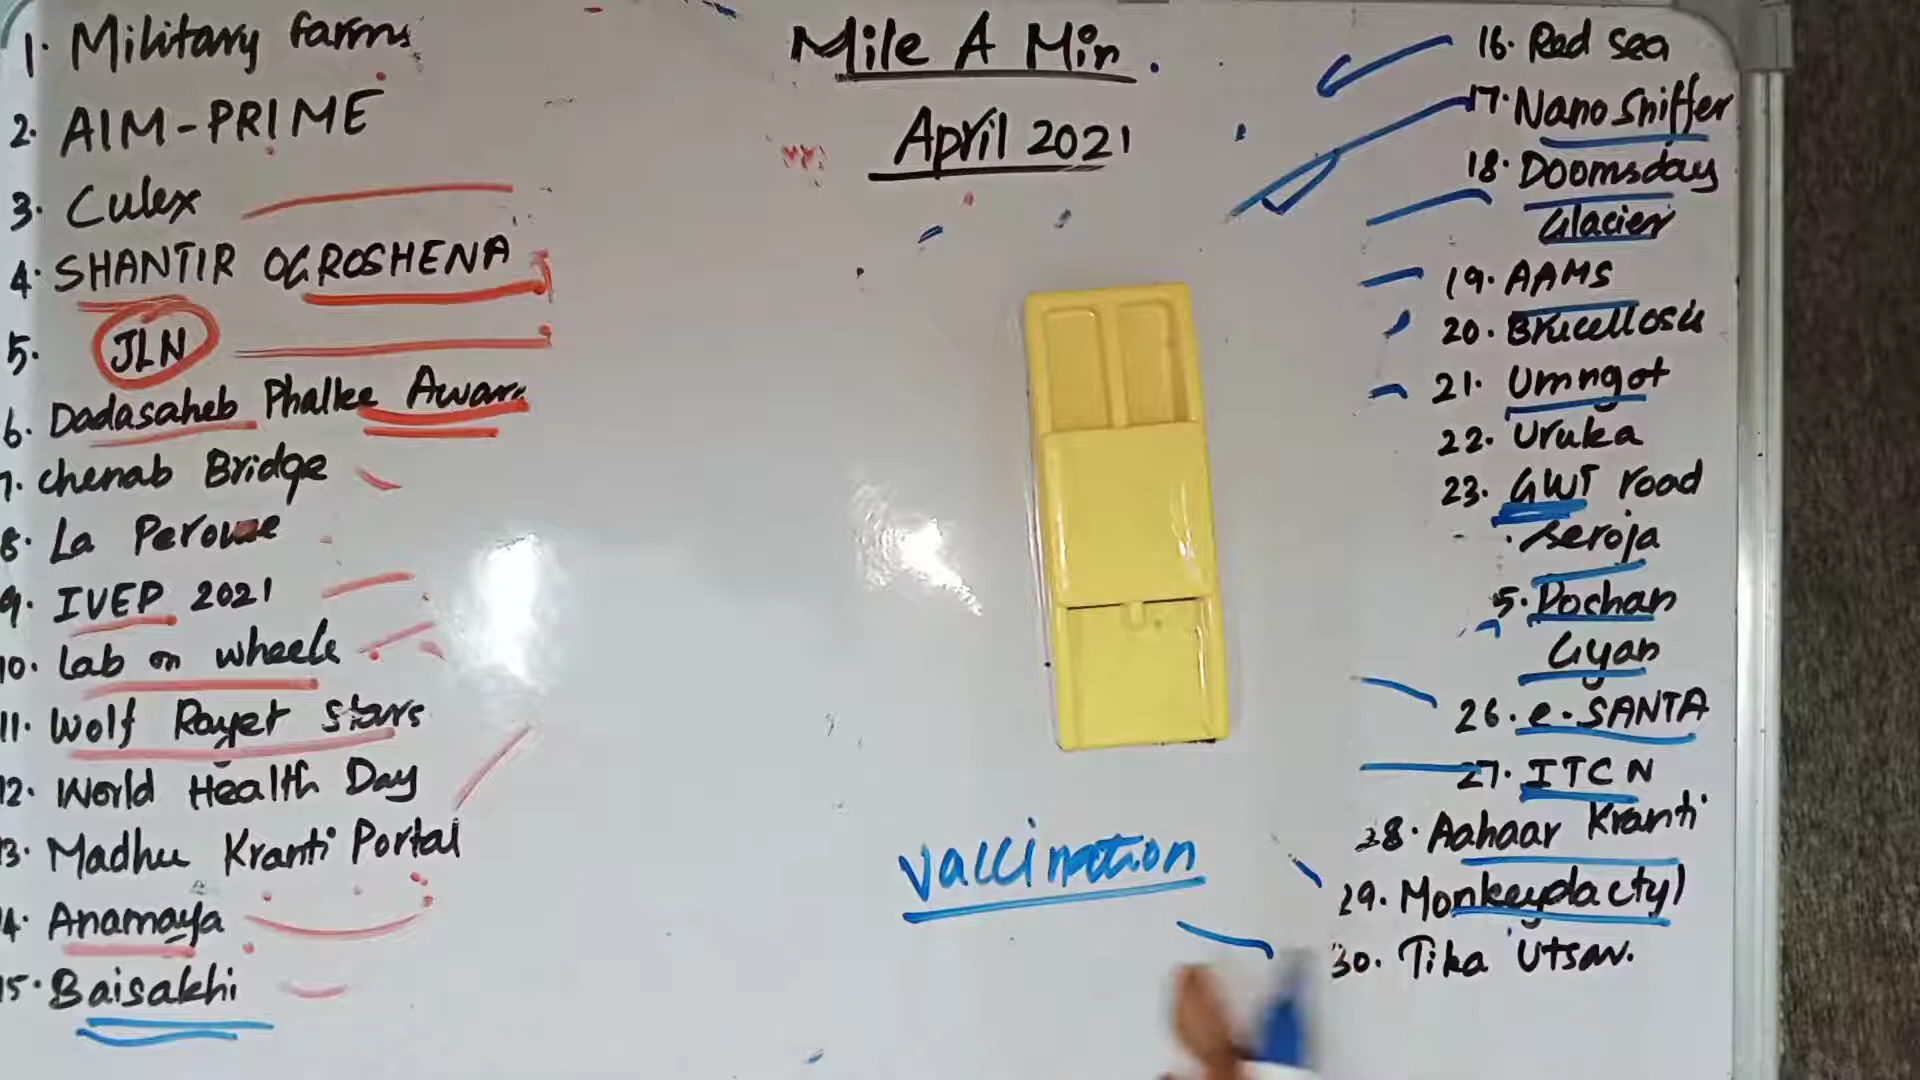 Mile A Min.
April 2021
1. Military farms
2. AIM-PRIME
3. Culex
4. SHANTIR OGROSHENA
5. JLN
6. Dadasaheb Phalke Award
7. Chenab Bridge
8. La Perouse
9. IVEP 2021
10. Lab on wheels
11. Wolf Rayet Stars
12. World Health Day
13. Madhu Kranti Portal
14. Anamaya
15. Baisakhi
16. Red Sea
17. Nano Sniffer
18. Doomsday
Glacier
19. AAMS
20. Brucellosis
21. Umngot
22. Uruka
23. GWT road
. Seroja
5. Poshan
Gyan
26. e-SANTA
27. ITCN
28. Aahaar Kranti
29. Monkeydactyl
30. Tika Utsav.
Vaccination